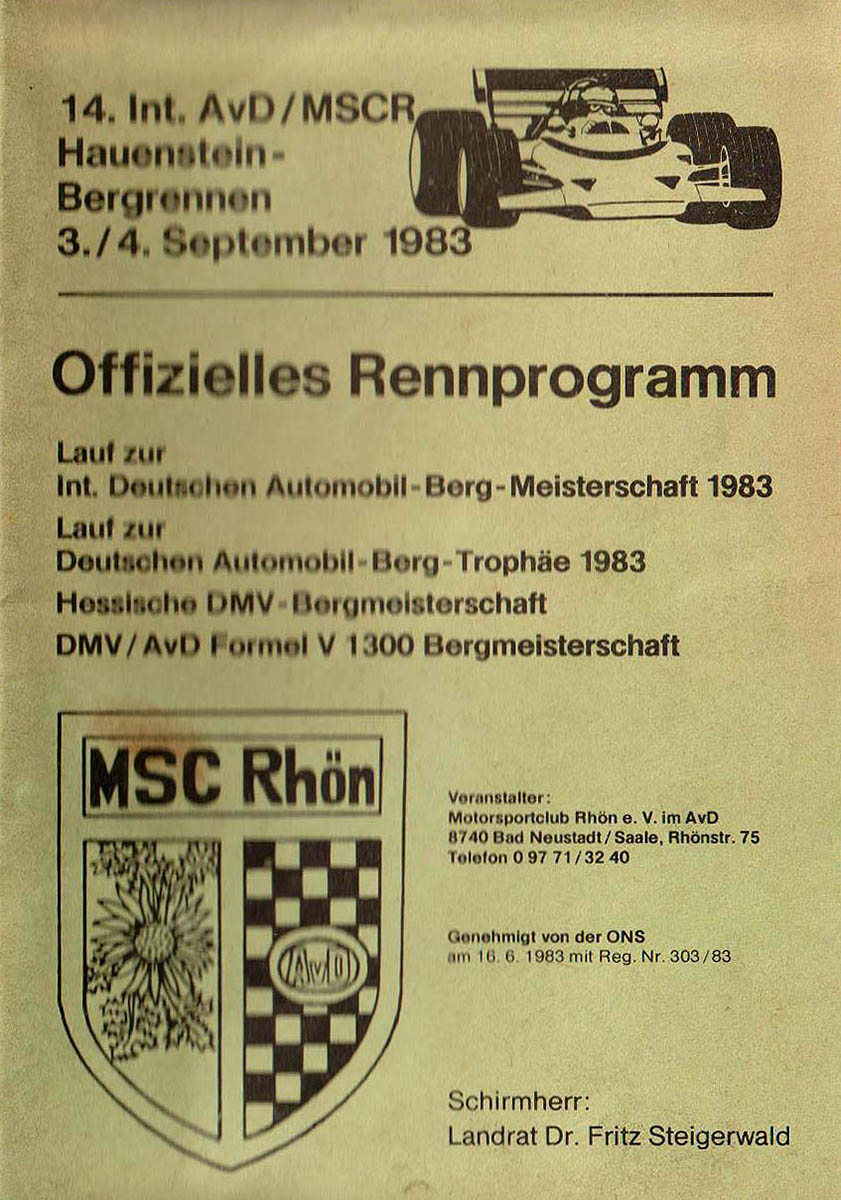 14. Int. AvD/MSCR
Hauenstein-
Bergrennen
3./4. September 1983
Offizielles Rennprogramm
Lauf zur
Int. Deutschen Automobil-Berg-Meisterschaft 1983
Lauf zur
Deutschen Automobil-Berg-Trophäe 1983
Hessische DMV-Bergmeisterschaft
DMV/AvD Formel V 1300 Bergmeisterschaft
MSC Rhön
AvD
Veranstalter:
Motorsportclub Rhön e. V. im AvD
8740 Bad Neustadt/Saale, Rhönstr. 75
Telefon 0 97 71/32 40
Genehmigt von der ONS
am 16. 6. 1983 mit Reg. Nr. 303/83
Schirmherr:
Landrat Dr. Fritz Steigerwald